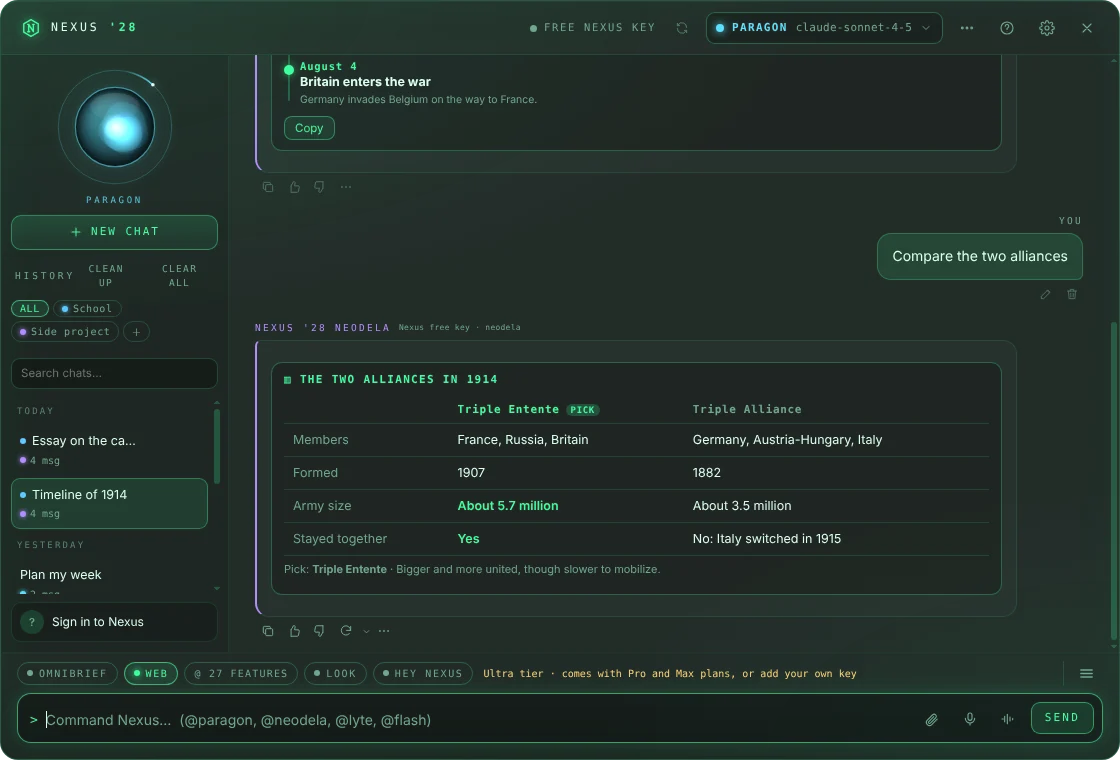 NEXUS '28
FREE NEXUS KEY
PARAGON claude-sonnet-4-5
PARAGON
+ NEW CHAT
HISTORY
CLEAN UP
CLEAR ALL
ALL
School
Side project
+
Search chats...
TODAY
Essay on the ca...
4 msg
Timeline of 1914
4 msg
YESTERDAY
Plan my week
? Sign in to Nexus
August 4
Britain enters the war
Germany invades Belgium on the way to France.
Copy
YOU
Compare the two alliances
NEXUS '28 NEODELA Nexus free key · neodela
THE TWO ALLIANCES IN 1914
Triple Entente PICK Triple Alliance
Members France, Russia, Britain Germany, Austria-Hungary, Italy
Formed 1907 1882
Army size About 5.7 million About 3.5 million
Stayed together Yes No: Italy switched in 1915
Pick: Triple Entente · Bigger and more united, though slower to mobilize.
OMNIBRIEF
WEB
@ 27 FEATURES
LOOK
HEY NEXUS
Ultra tier · comes with Pro and Max plans, or add your own key
> Command Nexus... (@paragon, @neodela, @lyte, @flash)
SEND